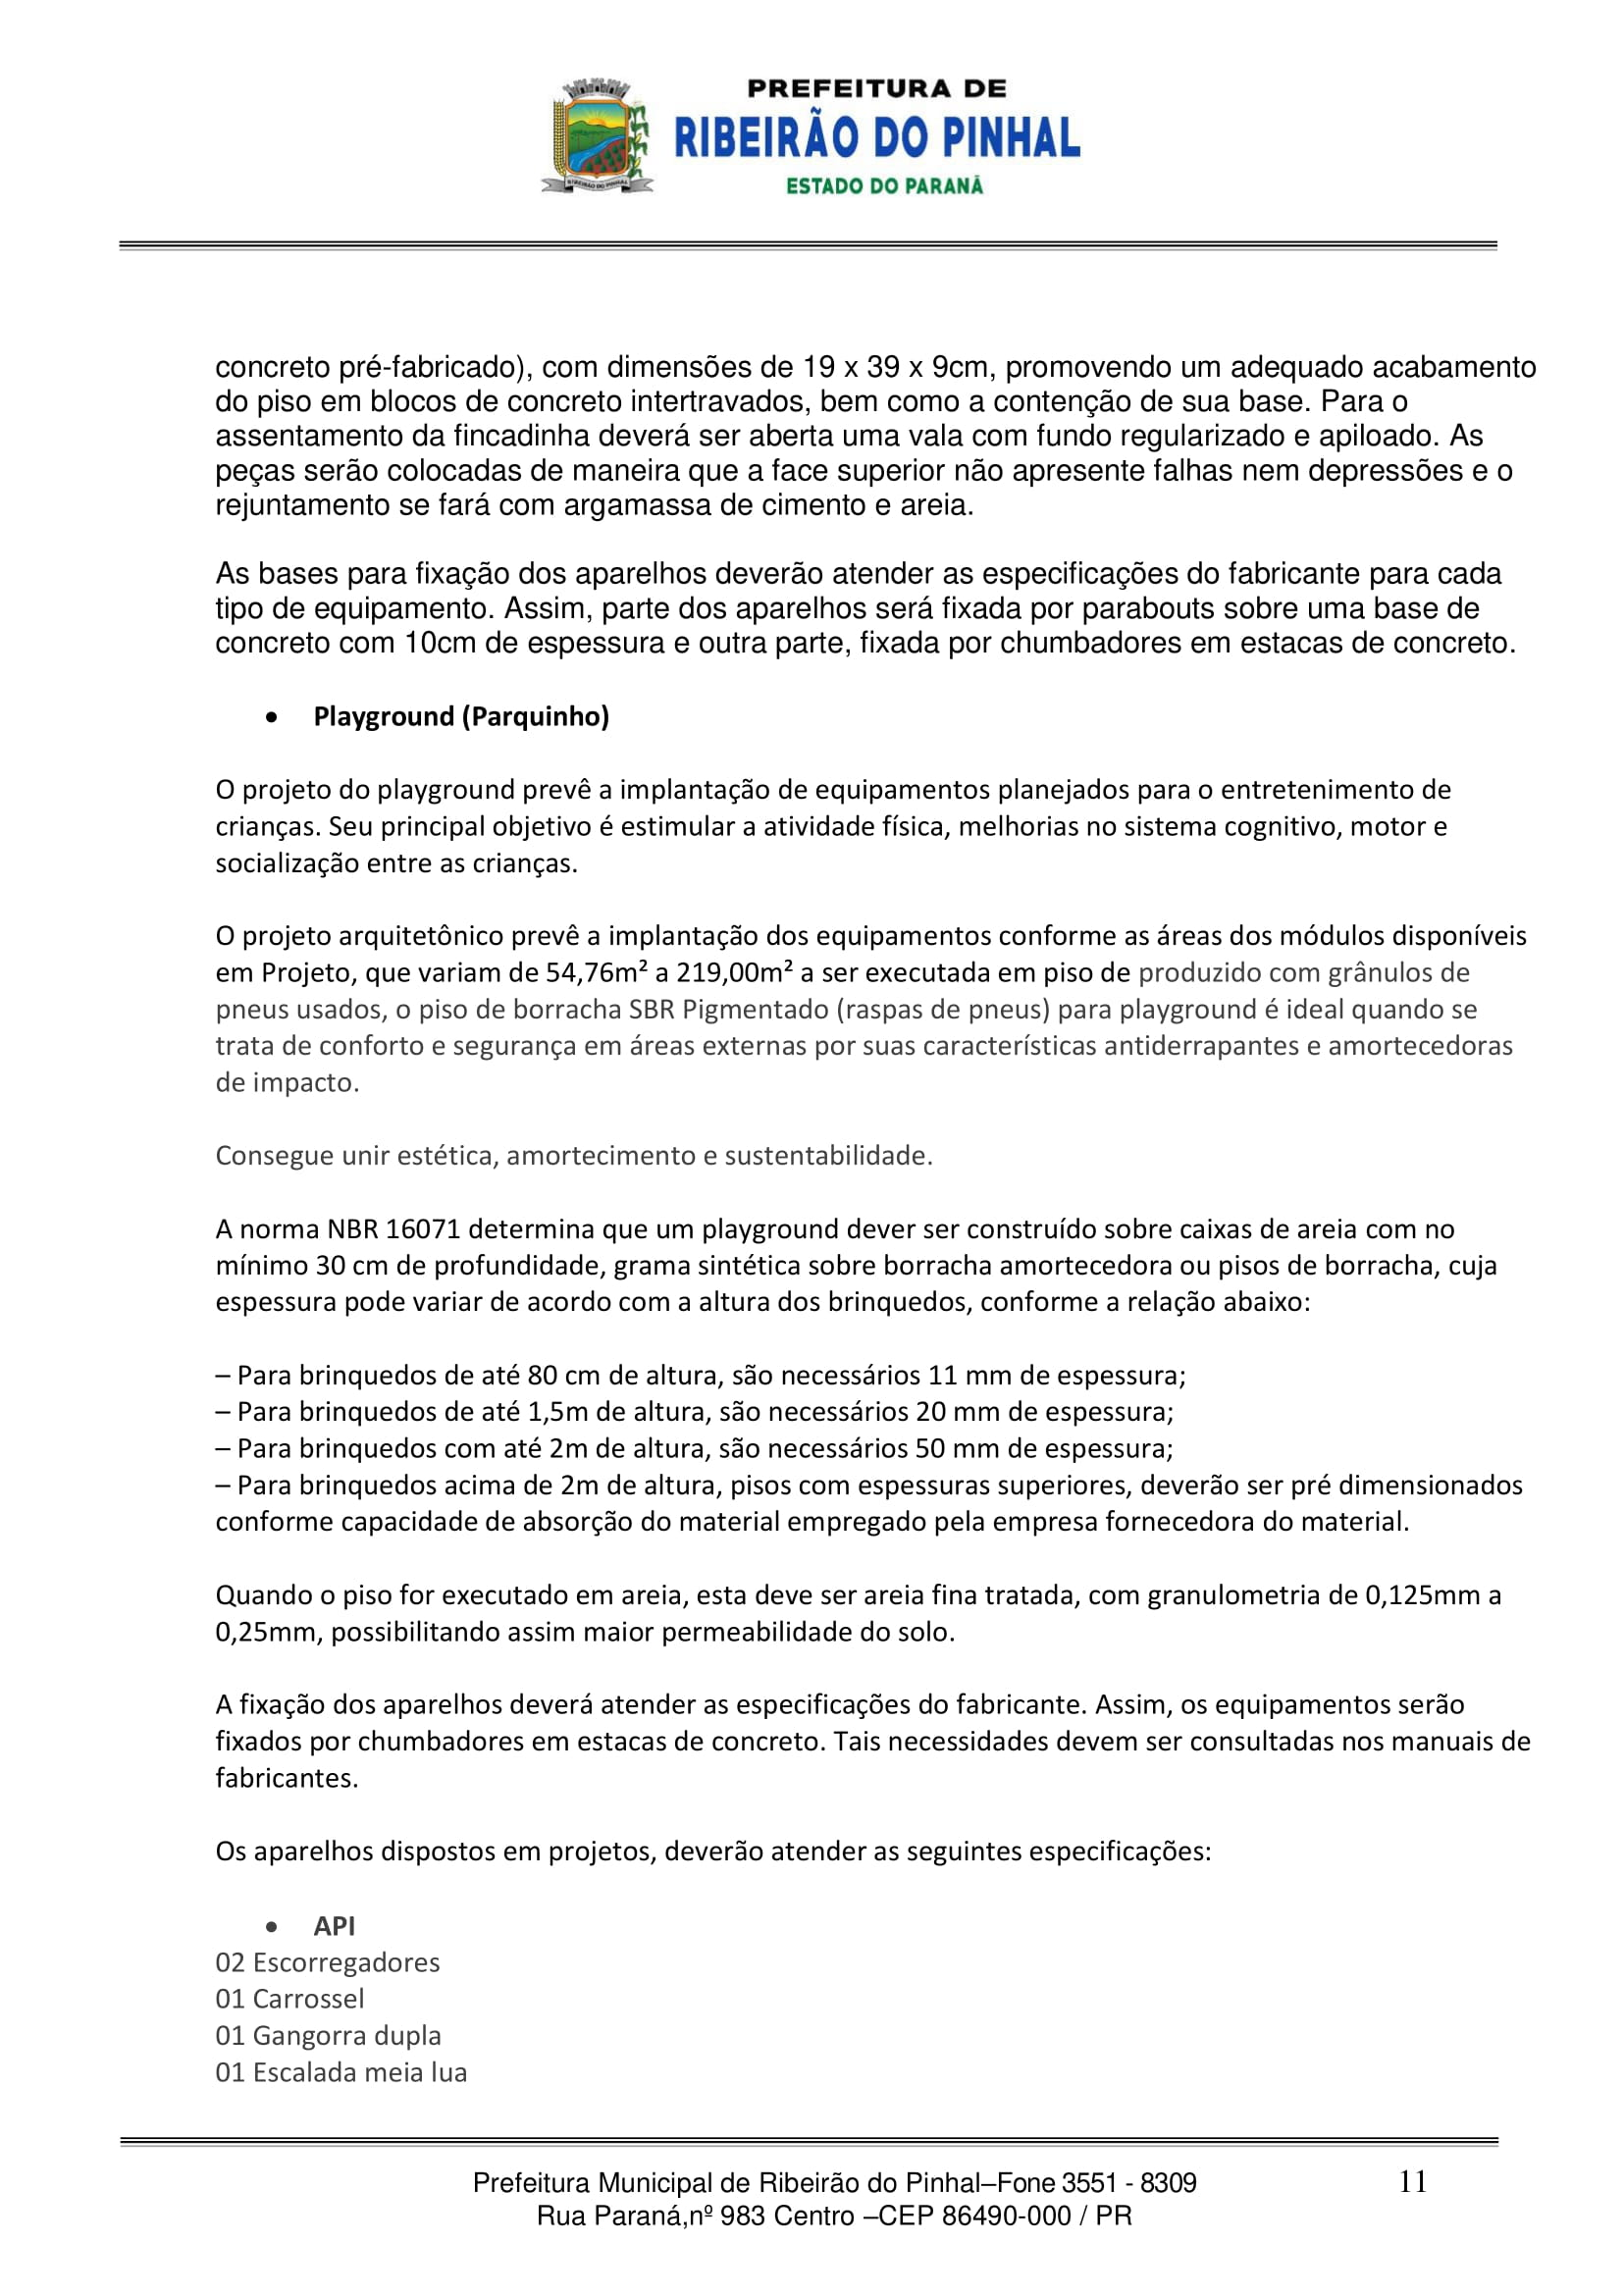 PREFEITURA DE
RIBEIRÃO DO PINHAL
ESTADO DO PARANÁ
RIBEIRÃO DO PINHAL
concreto pré-fabricado), com dimensões de 19 x 39 x 9cm, promovendo um adequado acabamento
do piso em blocos de concreto intertravados, bem como a contenção de sua base. Para o
assentamento da fincadinha deverá ser aberta uma vala com fundo regularizado e apiloado. As
peças serão colocadas de maneira que a face superior não apresente falhas nem depressões e o
rejuntamento se fará com argamassa de cimento e areia.
As bases para fixação dos aparelhos deverão atender as especificações do fabricante para cada
tipo de equipamento. Assim, parte dos aparelhos será fixada por parabouts sobre uma base de
concreto com 10cm de espessura e outra parte, fixada por chumbadores em estacas de concreto.
• Playground (Parquinho)
O projeto do playground prevê a implantação de equipamentos planejados para o entretenimento de
crianças. Seu principal objetivo é estimular a atividade física, melhorias no sistema cognitivo, motor e
socialização entre as crianças.
O projeto arquitetônico prevê a implantação dos equipamentos conforme as áreas dos módulos disponíveis
em Projeto, que variam de 54,76m² a 219,00m² a ser executada em piso de produzido com grânulos de
pneus usados, o piso de borracha SBR Pigmentado (raspas de pneus) para playground é ideal quando se
trata de conforto e segurança em áreas externas por suas características antiderrapantes e amortecedoras
de impacto.
Consegue unir estética, amortecimento e sustentabilidade.
A norma NBR 16071 determina que um playground dever ser construído sobre caixas de areia com no
mínimo 30 cm de profundidade, grama sintética sobre borracha amortecedora ou pisos de borracha, cuja
espessura pode variar de acordo com a altura dos brinquedos, conforme a relação abaixo:
– Para brinquedos de até 80 cm de altura, são necessários 11 mm de espessura;
– Para brinquedos de até 1,5m de altura, são necessários 20 mm de espessura;
– Para brinquedos com até 2m de altura, são necessários 50 mm de espessura;
– Para brinquedos acima de 2m de altura, pisos com espessuras superiores, deverão ser pré dimensionados
conforme capacidade de absorção do material empregado pela empresa fornecedora do material.
Quando o piso for executado em areia, esta deve ser areia fina tratada, com granulometria de 0,125mm a
0,25mm, possibilitando assim maior permeabilidade do solo.
A fixação dos aparelhos deverá atender as especificações do fabricante. Assim, os equipamentos serão
fixados por chumbadores em estacas de concreto. Tais necessidades devem ser consultadas nos manuais de
fabricantes.
Os aparelhos dispostos em projetos, deverão atender as seguintes especificações:
• API
02 Escorregadores
01 Carrossel
01 Gangorra dupla
01 Escalada meia lua
Prefeitura Municipal de Ribeirão do Pinhal–Fone 3551 - 8309
11
Rua Paraná,nº 983 Centro –CEP 86490-000 / PR